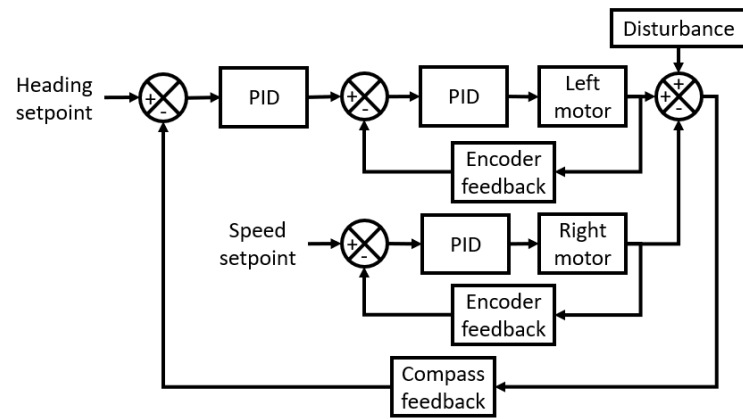 Disturbance
Heading
setpoint
+
-
PID
+
-
PID
Left
motor
+
+
-
Encoder
feedback
Speed
setpoint
+
-
PID
Right
motor
Encoder
feedback
Compass
feedback